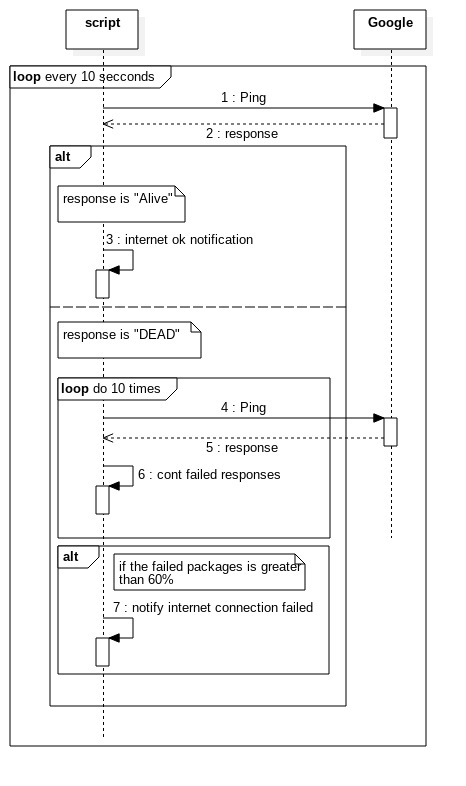 script
Google
loop every 10 secconds
1 : Ping
2 : response
alt
response is "Alive"
3 : internet ok notification
response is "DEAD"
loop do 10 times
4 : Ping
5 : response
6 : cont failed responses
alt
if the failed packages is greater
than 60%
7 : notify internet connection failed